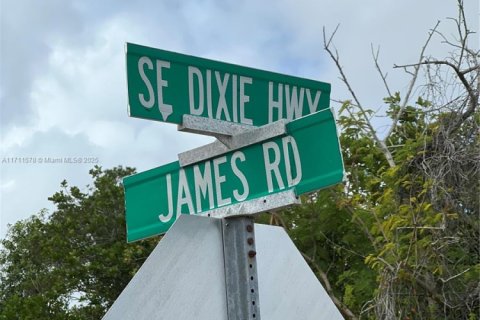 SE DIXIE HWY
JAMES RD
A11711578 © Miami MLS ® 2025